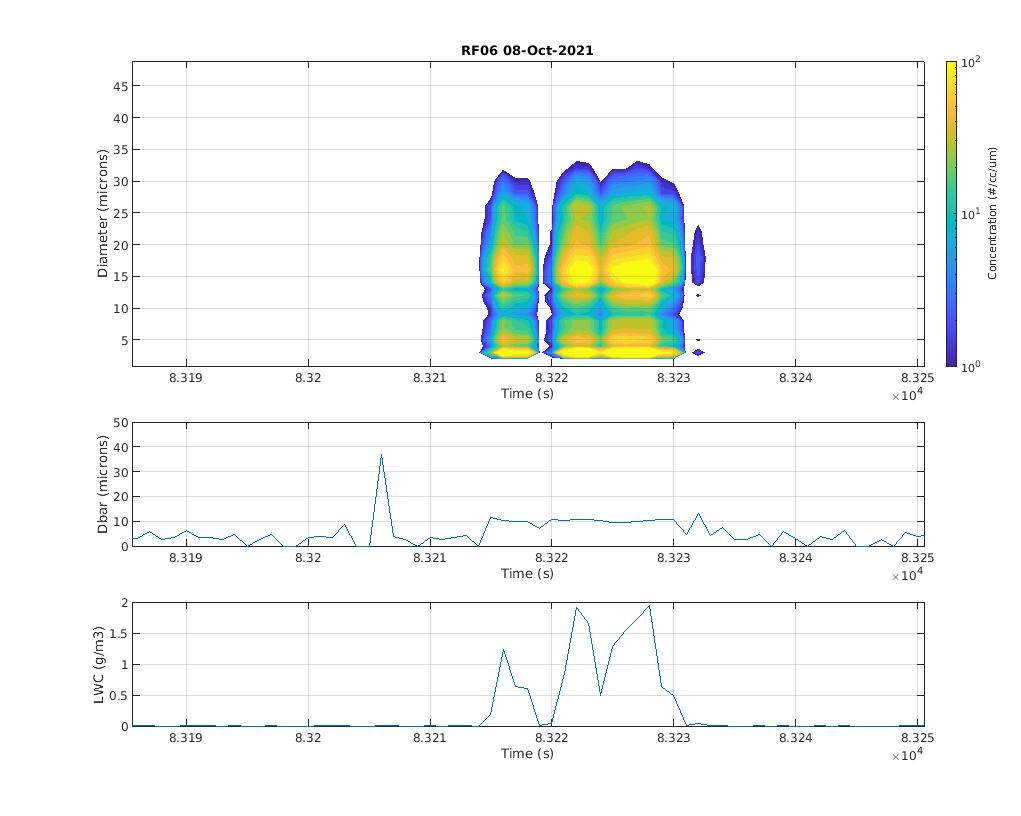 RF06 08-Oct-2021
Diameter (microns)
45
40
35
30
25
20
15
10
5
8.319 8.32 8.321 8.322 8.323 8.324 8.325
×10^4
Time (s)
10^2
10^1
10^0
Concentration (#/cc/um)
Dbar (microns)
50
40
30
20
10
0
8.319 8.32 8.321 8.322 8.323 8.324 8.325
×10^4
Time (s)
LWC (g/m3)
2
1.5
1
0.5
0
8.319 8.32 8.321 8.322 8.323 8.324 8.325
×10^4
Time (s)